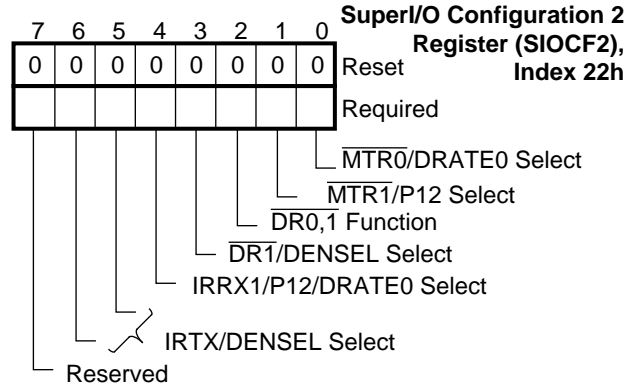 SuperI/O Configuration 2
Register (SIOCF2),
Index 22h
7 6 5 4 3 2 1 0
0 0 0 0 0 0 0 0 Reset
Required
MTR0/DRATE0 Select
MTR1/P12 Select
DR0,1 Function
DR1/DENSEL Select
IRRX1/P12/DRATE0 Select
IRTX/DENSEL Select
Reserved